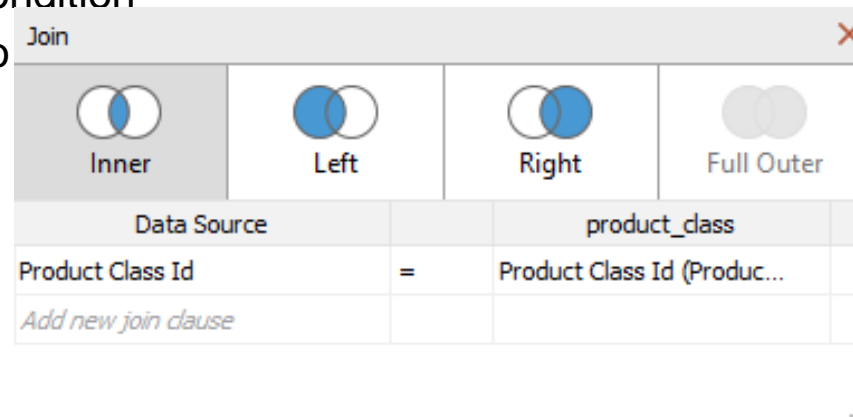 Join
Inner Left Right Full Outer
Data Source product_class
Product Class Id = Product Class Id (Produc...
Add new join clause